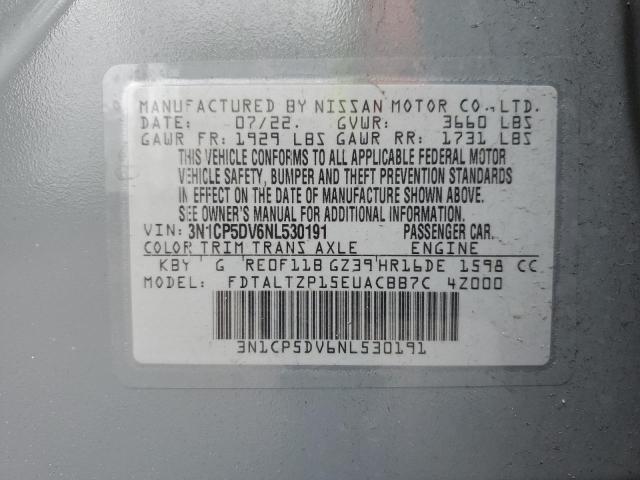 MANUFACTURED BY NISSAN MOTOR CO., LTD.
DATE: 07/22. GVWR: 3660 LBS
GAWR FR: 1929 LBS GAWR RR: 1731 LBS
THIS VEHICLE CONFORMS TO ALL APPLICABLE FEDERAL MOTOR
VEHICLE SAFETY, BUMPER AND THEFT PREVENTION STANDARDS
IN EFFECT ON THE DATE OF MANUFACTURE SHOWN ABOVE.
SEE OWNER'S MANUAL FOR ADDITIONAL INFORMATION.
VIN: 3N1CP5DV6NL530191 PASSENGER CAR.
COLOR TRIM TRANS AXLE ENGINE
KBY G RE0F11B GZ39 HR16DE 1598 CC
MODEL: FDTALTZP15EUACBB7C 4Z000
3N1CP5DV6NL530191